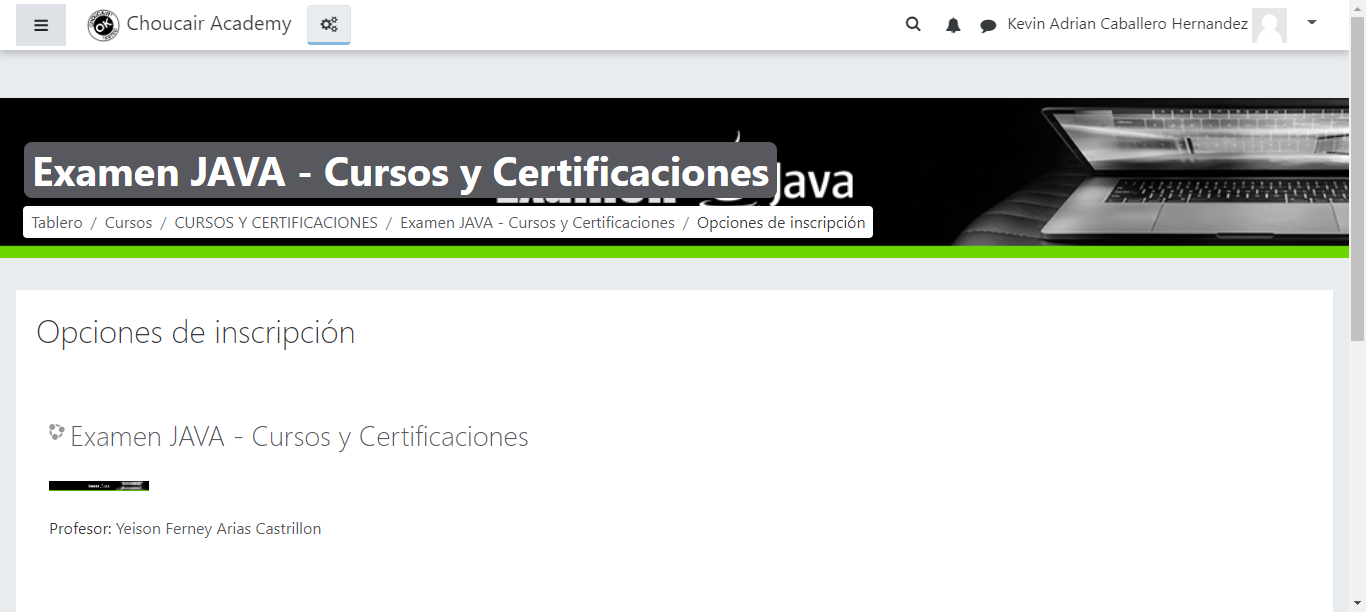 Choucair Academy
Kevin Adrian Caballero Hernandez
Examen JAVA - Cursos y Certificaciones
Java
Tablero / Cursos / CURSOS Y CERTIFICACIONES / Examen JAVA - Cursos y Certificaciones / Opciones de inscripción
Opciones de inscripción
Examen JAVA - Cursos y Certificaciones
Profesor: Yeison Ferney Arias Castrillon